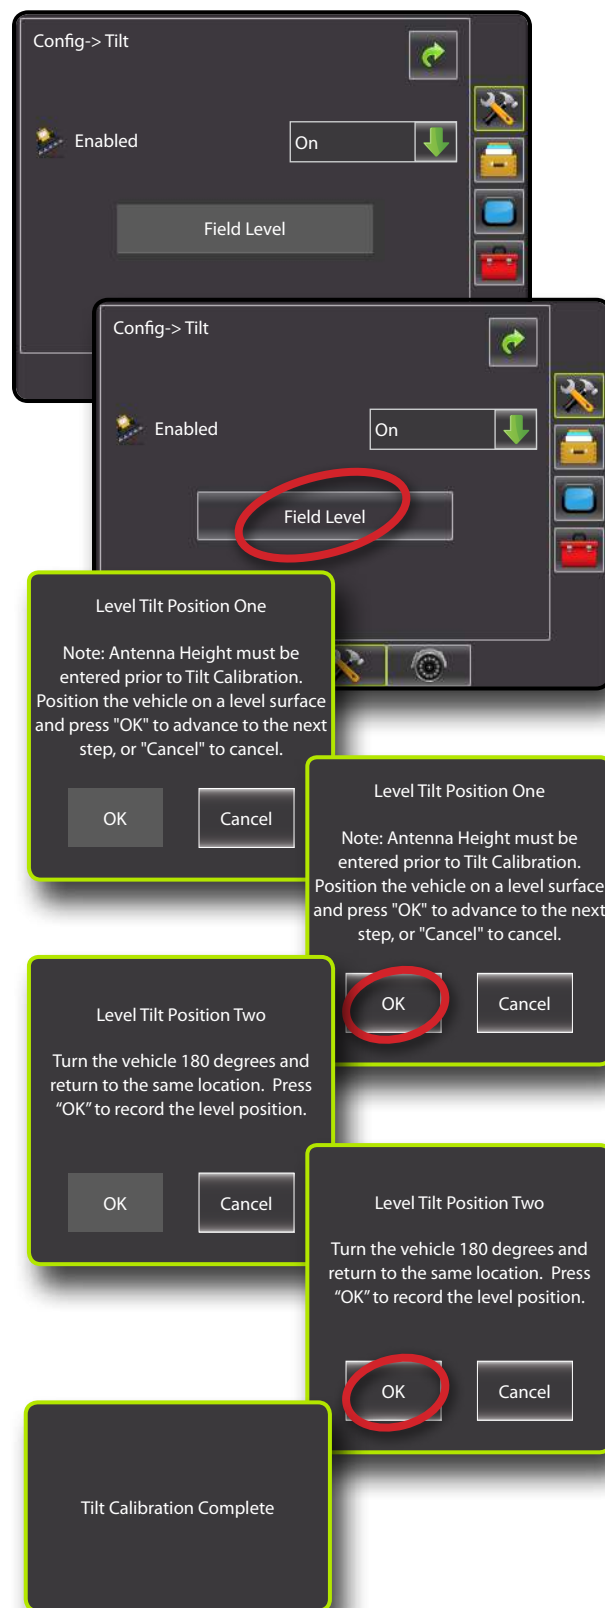 Config-> Tilt
Enabled
On
Field Level
Config-> Tilt
Enabled
On
Field Level
Level Tilt Position One
Note: Antenna Height must be
entered prior to Tilt Calibration.
Position the vehicle on a level surface
and press "OK" to advance to the next
step, or "Cancel" to cancel.
OK
Cancel
Level Tilt Position One
Note: Antenna Height must be
entered prior to Tilt Calibration.
Position the vehicle on a level surface
and press "OK" to advance to the next
step, or "Cancel" to cancel.
OK
Cancel
Level Tilt Position Two
Turn the vehicle 180 degrees and
return to the same location.  Press
“OK” to record the level position.
OK
Cancel
Level Tilt Position Two
Turn the vehicle 180 degrees and
return to the same location.  Press
“OK” to record the level position.
OK
Cancel
Tilt Calibration Complete